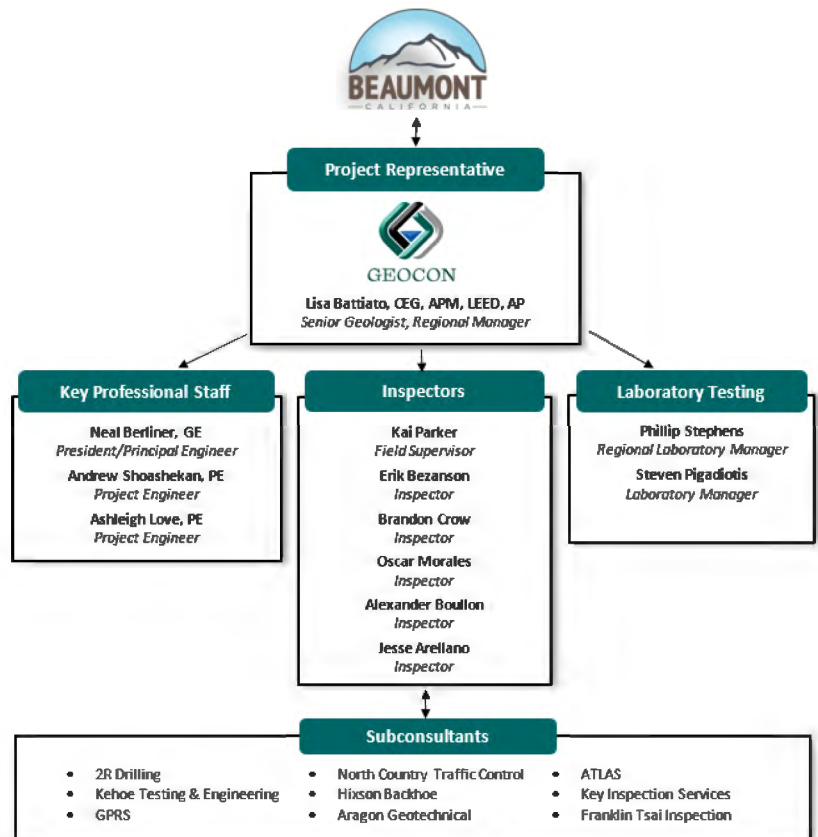 BEAUMONT
CALIFORNIA
Project Representative
GEOCON
Lisa Battiato, CEG, APM, LEED, AP
Senior Geologist, Regional Manager
Key Professional Staff
Neal Berliner, GE
President/Principal Engineer
Andrew Shoashekan, PE
Project Engineer
Ashleigh Love, PE
Project Engineer
Inspectors
Kai Parker
Field Supervisor
Erik Bezanson
Inspector
Brandon Crow
Inspector
Oscar Morales
Inspector
Alexander Boullon
Inspector
Jesse Arellano
Inspector
Laboratory Testing
Phillip Stephens
Regional Laboratory Manager
Steven Pigadiotis
Laboratory Manager
Subconsultants
• 2R Drilling
• Kehoe Testing & Engineering
• GPRS
• North Country Traffic Control
• Hixson Backhoe
• Aragon Geotechnical
• ATLAS
• Key Inspection Services
• Franklin Tsai Inspection